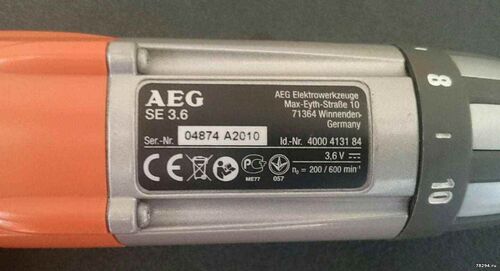 AEG
SE 3.6
AEG Elektrowerkzeuge
Max-Eyth-Straße 10
71364 Winnenden-
Germany
Ser.-Nr. 04874 A2010
Id.-Nr. 4000 4131 84
3,6 V
n₀ = 200 / 600 min⁻¹
CE
ME77
057
8
10
78294.ru